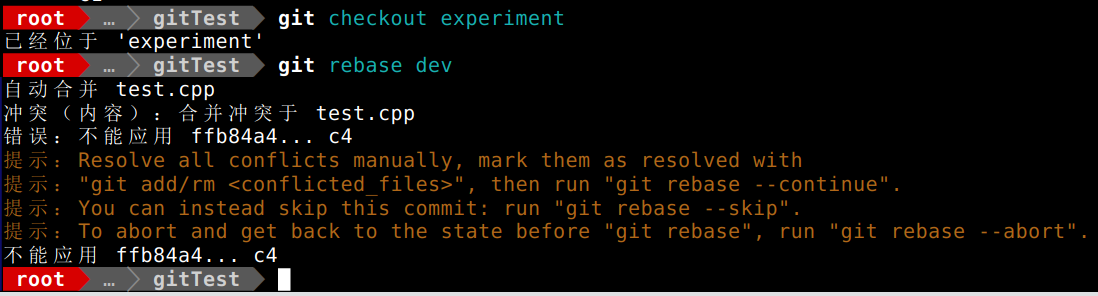 root … gitTest git checkout experiment
已经位于 'experiment'
root … gitTest git rebase dev
自动合并 test.cpp
冲突（内容）：合并冲突于 test.cpp
错误：不能应用 ffb84a4... c4
提示：Resolve all conflicts manually, mark them as resolved with
提示："git add/rm <conflicted_files>", then run "git rebase --continue".
提示：You can instead skip this commit: run "git rebase --skip".
提示：To abort and get back to the state before "git rebase", run "git rebase --abort".
不能应用 ffb84a4... c4
root … gitTest